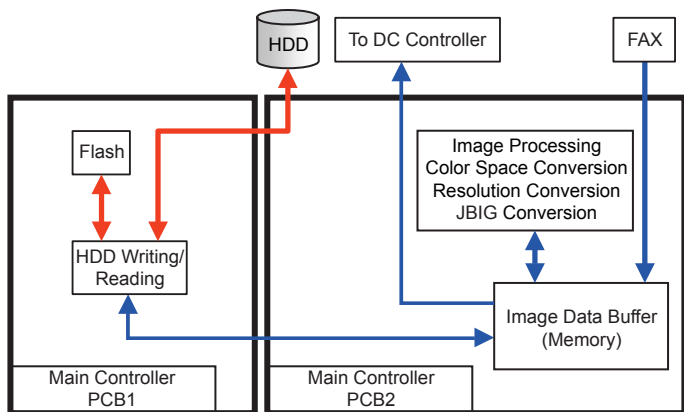 HDD
To DC Controller
FAX
Flash
Image Processing
Color Space Conversion
Resolution Conversion
JBIG Conversion
HDD Writing/
Reading
Image Data Buffer
(Memory)
Main Controller
PCB1
Main Controller
PCB2